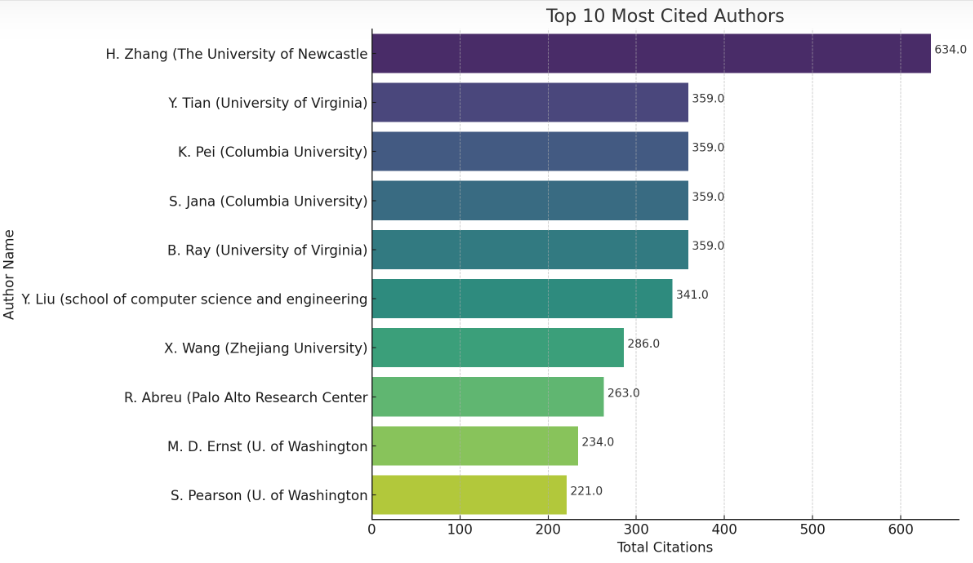 Top 10 Most Cited Authors
H. Zhang (The University of Newcastle
634.0
Y. Tian (University of Virginia)
359.0
K. Pei (Columbia University)
359.0
S. Jana (Columbia University)
359.0
B. Ray (University of Virginia)
359.0
Y. Liu (school of computer science and engineering
341.0
X. Wang (Zhejiang University)
286.0
R. Abreu (Palo Alto Research Center
263.0
M. D. Ernst (U. of Washington
234.0
S. Pearson (U. of Washington
221.0
Author Name
0 100 200 300 400 500 600
Total Citations